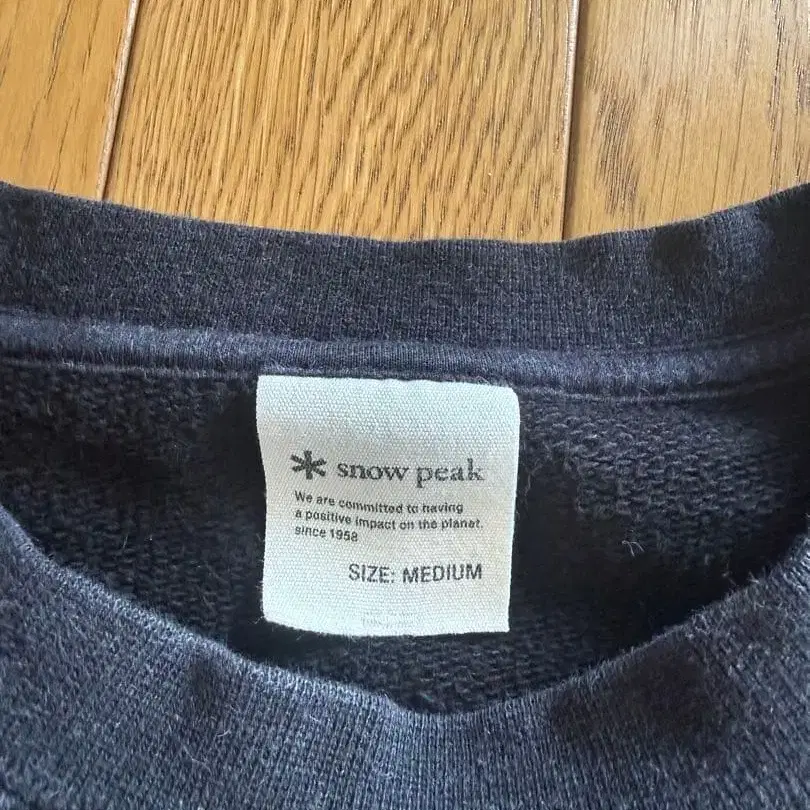 snow peak
We are committed to having
a positive impact on the planet.
since 1958
SIZE: MEDIUM